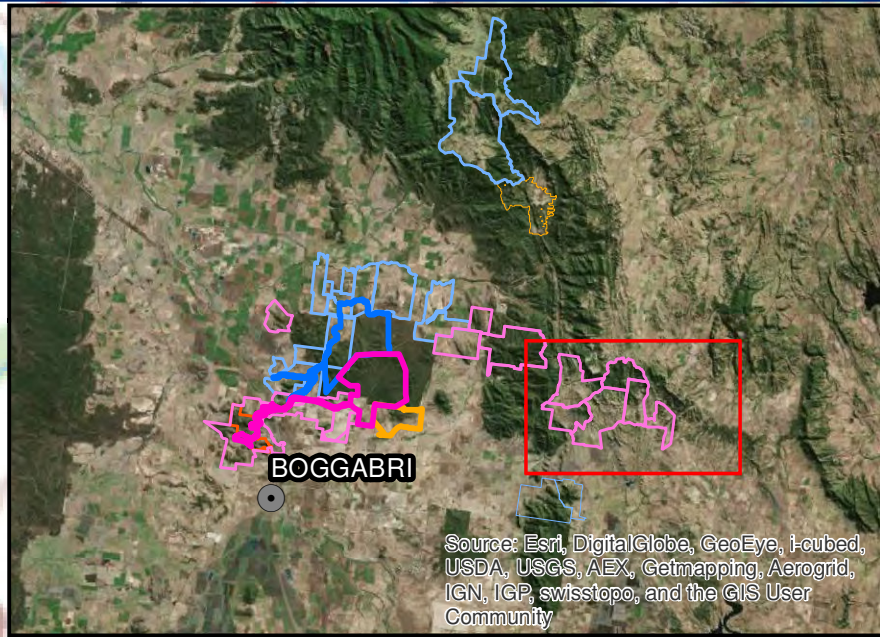 BOGGABRI
Source: Esri, DigitalGlobe, GeoEye, i-cubed,
USDA, USGS, AEX, Getmapping, Aerogrid,
IGN, IGP, swisstopo, and the GIS User
Community